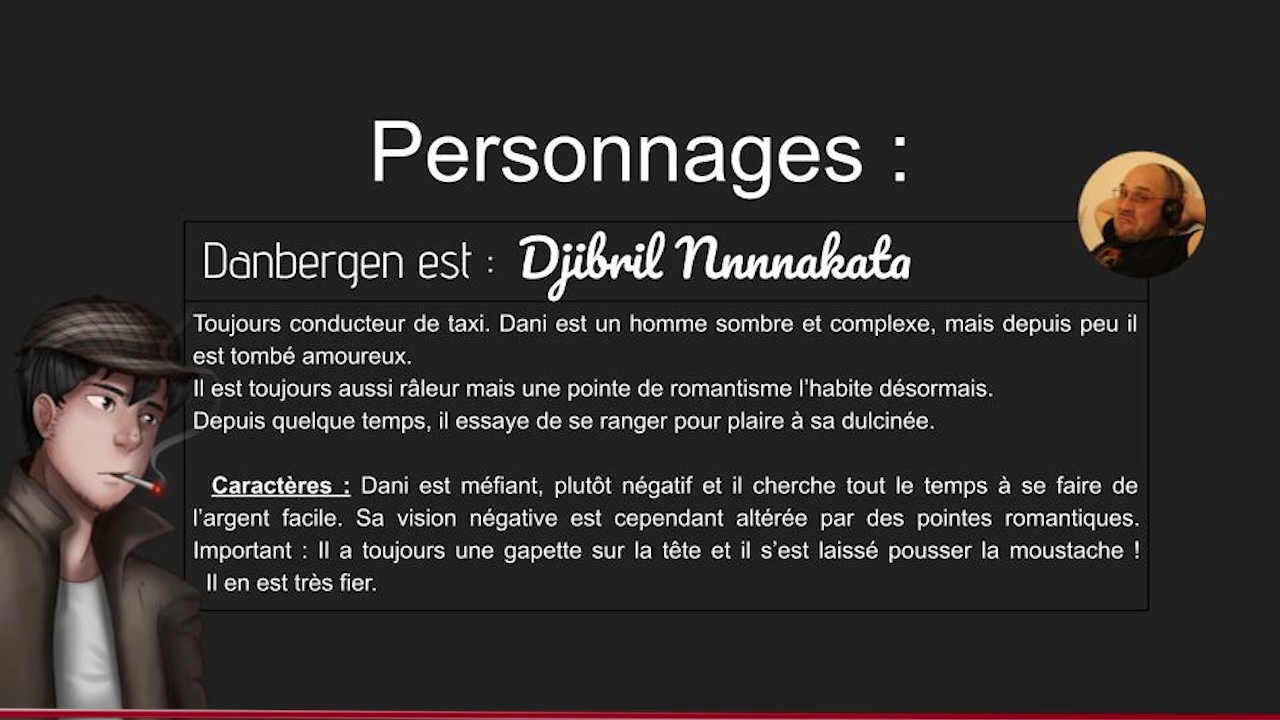 Personnages :
Danbergen est : Djibril Nnnnakata
Toujours conducteur de taxi. Dani est un homme sombre et complexe, mais depuis peu il
est tombé amoureux.
Il est toujours aussi râleur mais une pointe de romantisme l'habite désormais.
Depuis quelque temps, il essaye de se ranger pour plaire à sa dulcinée.
Caractères : Dani est méfiant, plutôt négatif et il cherche tout le temps à se faire de
l'argent facile. Sa vision négative est cependant altérée par des pointes romantiques.
Important : Il a toujours une gapette sur la tête et il s'est laissé pousser la moustache !
Il en est très fier.